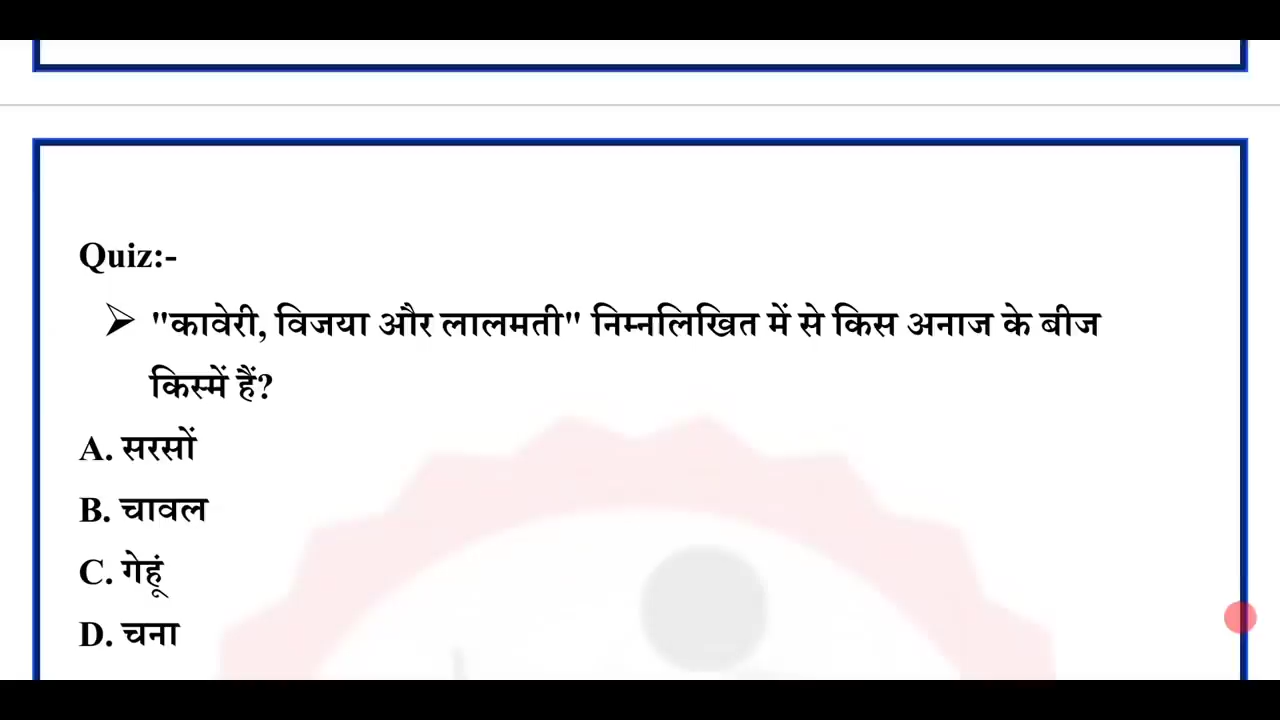 Quiz:-
➢ "कावेरी, विजया और लालमती" निम्नलिखित में से किस अनाज के बीज
किस्में हैं?
A. सरसों
B. चावल
C. गेहूं
D. चना